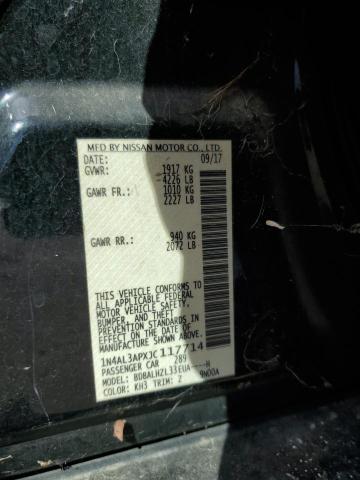 MFD BY NISSAN MOTOR CO., LTD.
DATE: 09/17
GVWR: 1917 KG
4226 LB
GAWR FR: 1010 KG
2227 LB
GAWR RR: 940 KG
2072 LB
THIS VEHICLE CONFORMS TO
ALL APPLICABLE FEDERAL
MOTOR VEHICLE SAFETY,
BUMPER, AND THEFT
PREVENTION STANDARDS IN
EFFECT ON THE DATE OF
MANUFACTURE SHOWN ABOVE.
1N4AL3APXJC117714
PASSENGER CAR 289
MODEL: BDBALHZL33EUA----H
COLOR: KH3 TRIM: Z 9N00A